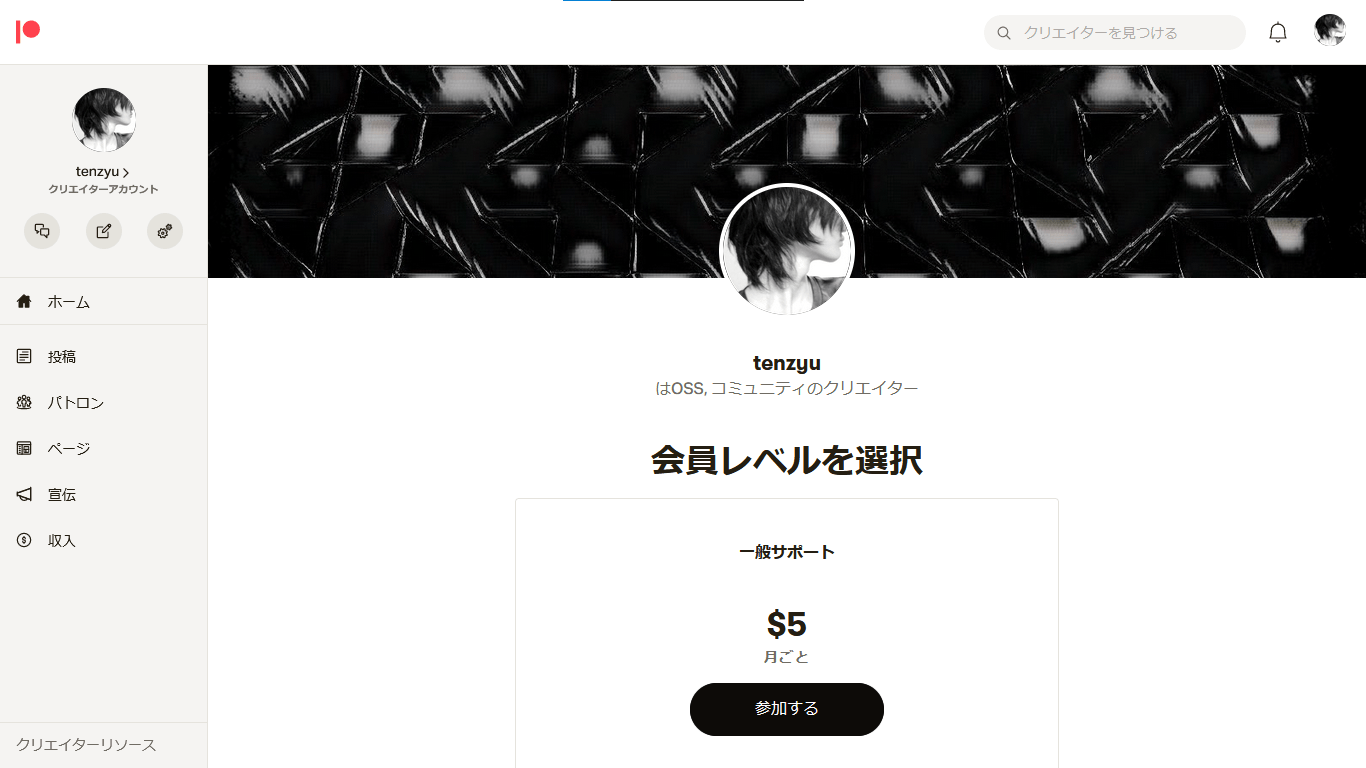 クリエイターを見つける
tenzyu
クリエイターアカウント
ホーム
投稿
パトロン
ページ
宣伝
収入
クリエイターリソース
tenzyu
はOSS, コミュニティのクリエイター
会員レベルを選択
一般サポート
$5
月ごと
参加する